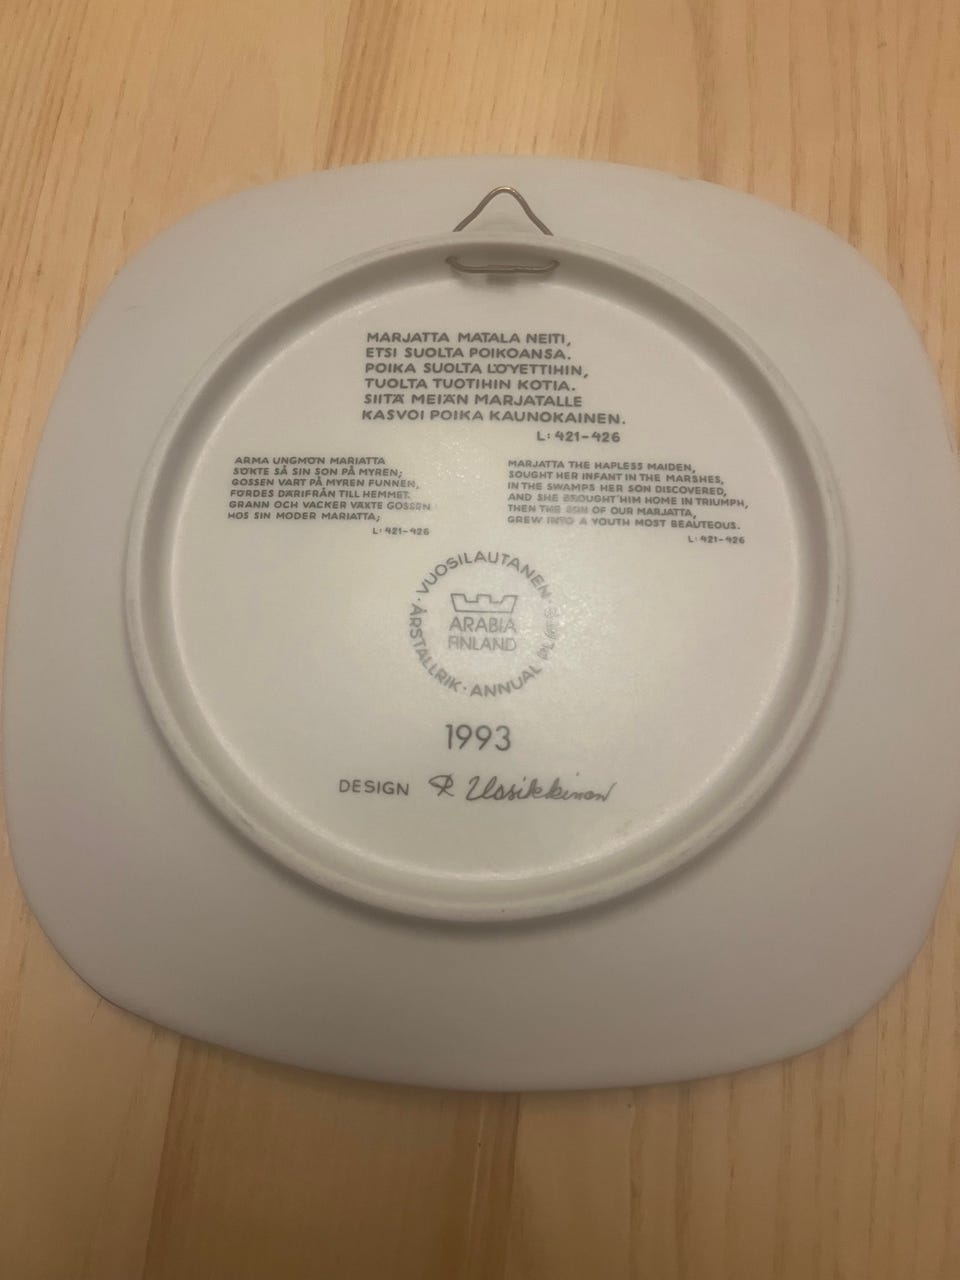 MARJATTA MATALA NEITI,
ETSI SUOLTA POIKOANSA.
POIKA SUOLTA LÖYETTIHIN,
TUOLTA TUOTIHIN KOTIA.
SIITÄ MEIÄN MARJATALLE
KASVOI POIKA KAUNOKAINEN.
L: 421-426
ARMA UNGMÖN MARIATTA
SÖKTE SÅ SIN SON PÅ MYREN;
GOSSEN VART PÅ MYREN FUNNEN,
FÖRDES DÄRIFRÅN TILL HEMMET.
GRANN OCH VACKER VÄXTE GOSSEN
HOS SIN MODER MARIATTA;
L: 421-426
MARJATTA THE HAPLESS MAIDEN,
SOUGHT HER INFANT IN THE MARSHES,
IN THE SWAMPS HER SON DISCOVERED,
AND SHE BROUGHT HIM HOME IN TRIUMPH,
THEN THE SON OF OUR MARJATTA,
GREW INTO A YOUTH MOST BEAUTEOUS.
L: 421-426
VUOSILAUTANEN · ÅRSTALLRIK · ANNUAL PLATE ·
ARABIA
FINLAND
1993
DESIGN R Uosikkinen